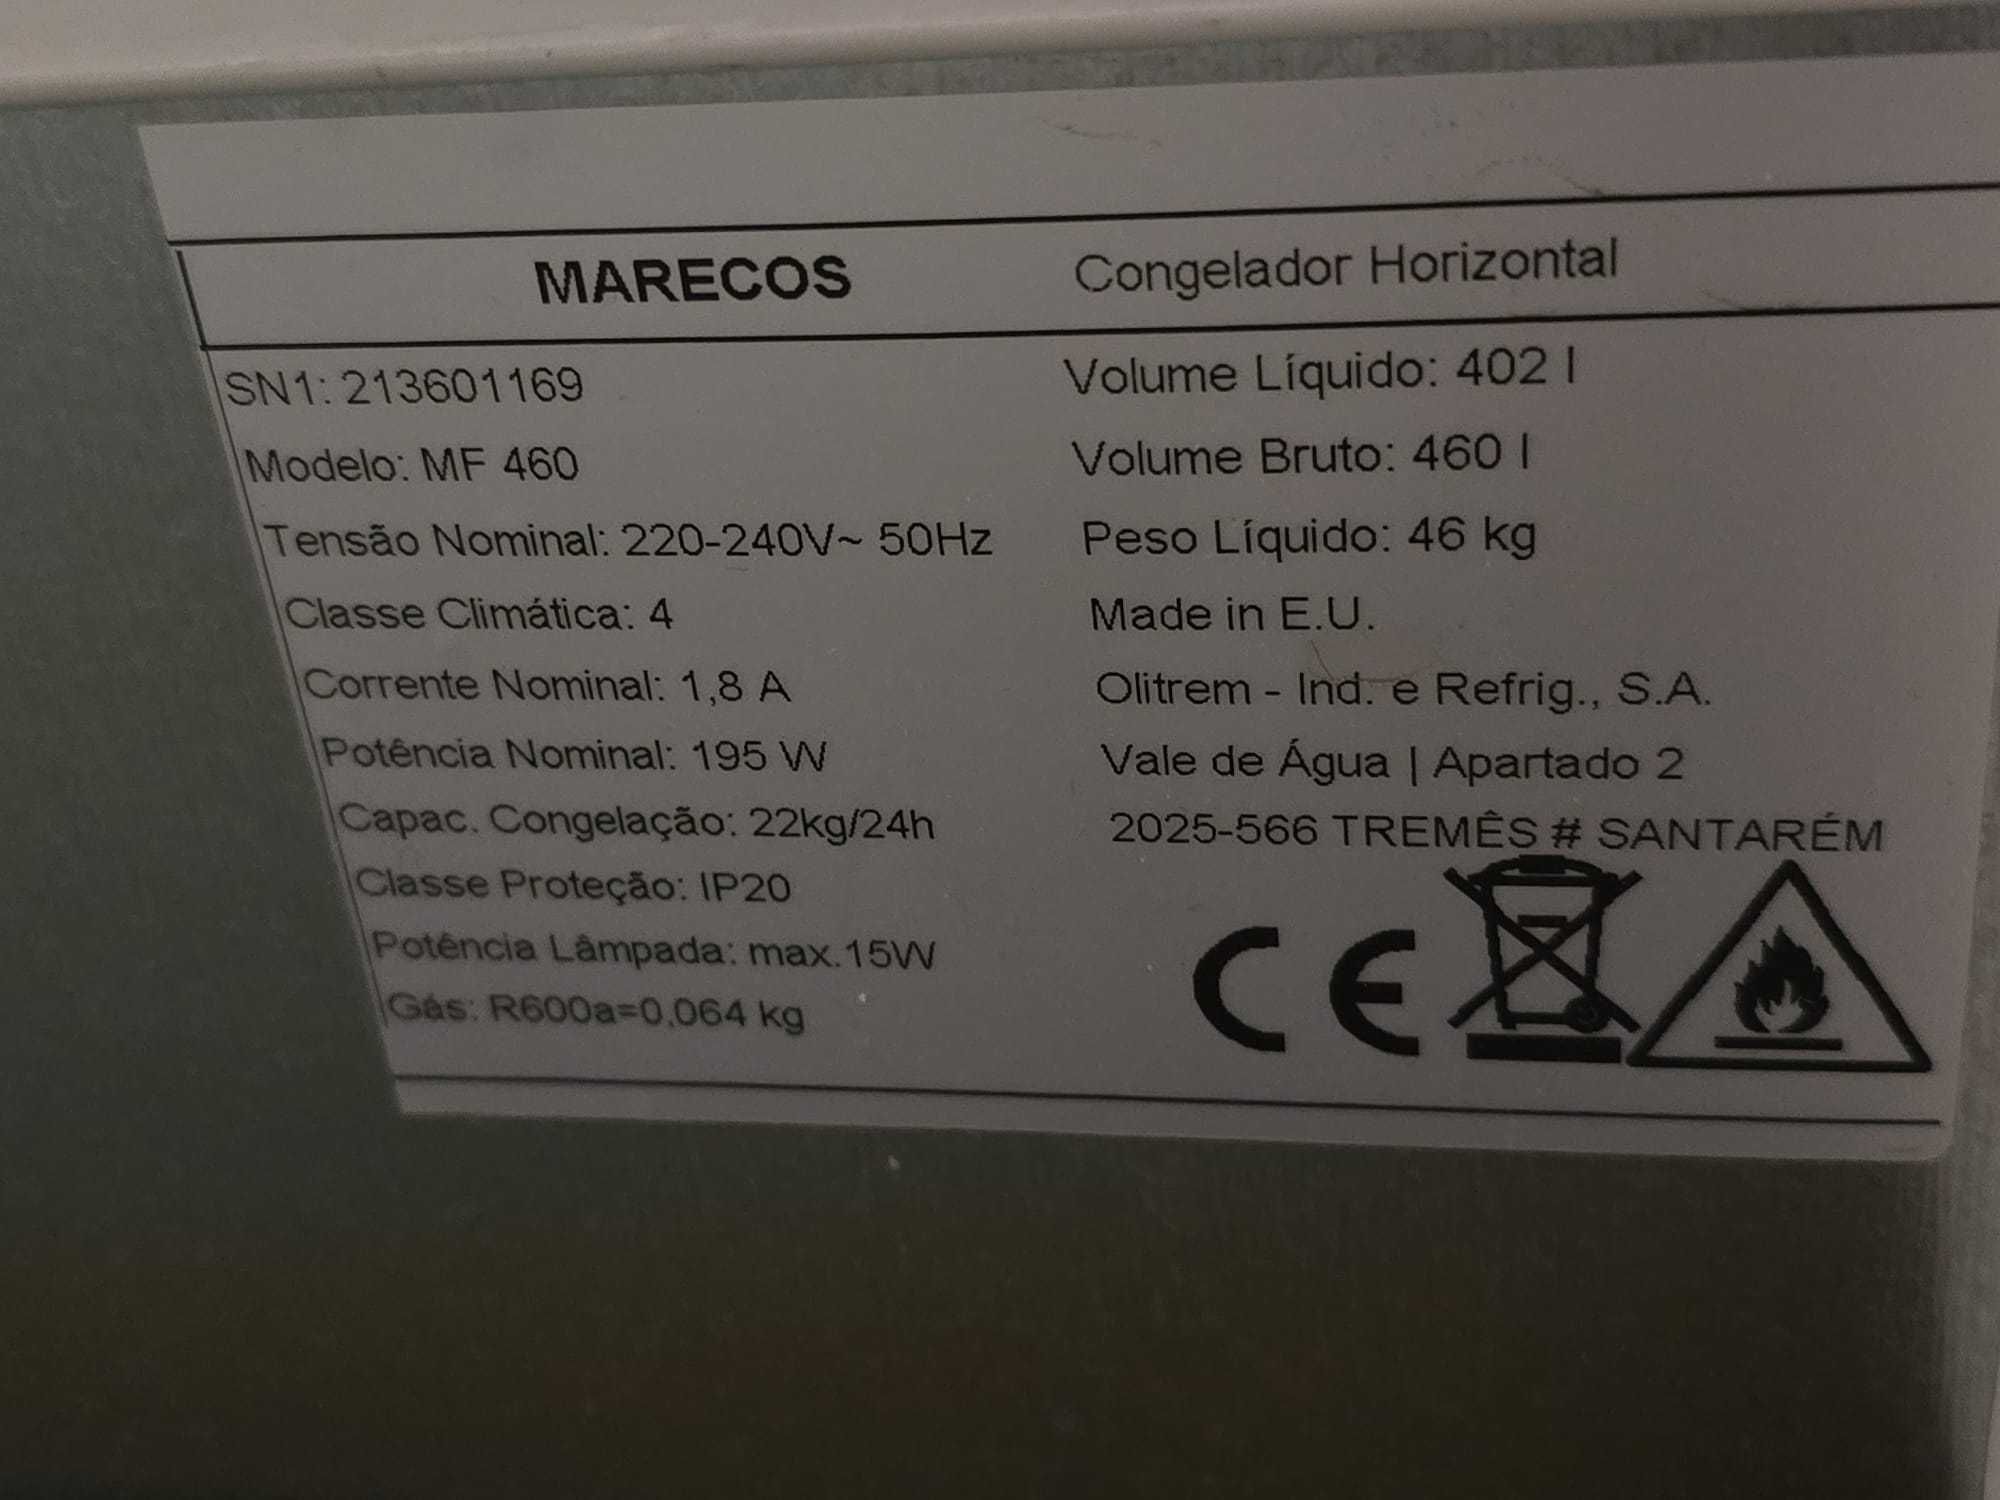 MARECOS Congelador Horizontal
SN1: 213601169
Modelo: MF 460
Tensão Nominal: 220-240V~ 50Hz
Classe Climática: 4
Corrente Nominal: 1,8 A
Potência Nominal: 195 W
Capac. Congelação: 22kg/24h
Classe Proteção: IP20
Potência Lâmpada: max.15W
Gás: R600a=0,064 kg
Volume Líquido: 402 l
Volume Bruto: 460 l
Peso Líquido: 46 kg
Made in E.U.
Olitrem - Ind. e Refrig., S.A.
Vale de Água | Apartado 2
2025-566 TREMÊS # SANTARÉM
CE